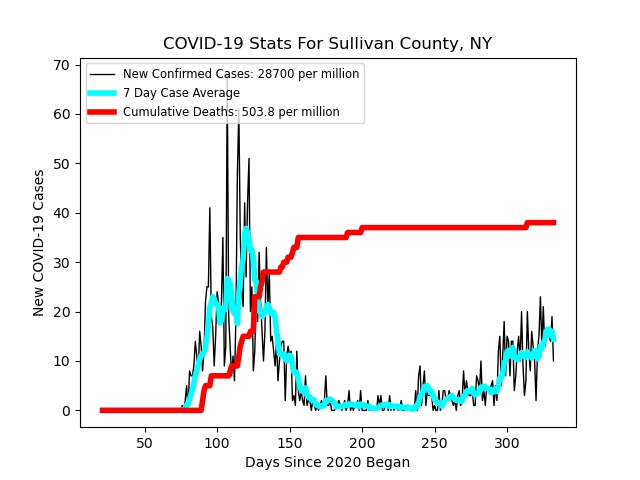 COVID-19 Stats For Sullivan County, NY
New Confirmed Cases: 28700 per million
7 Day Case Average
Cumulative Deaths: 503.8 per million
New COVID-19 Cases
70
60
50
40
30
20
10
0
50 100 150 200 250 300
Days Since 2020 Began